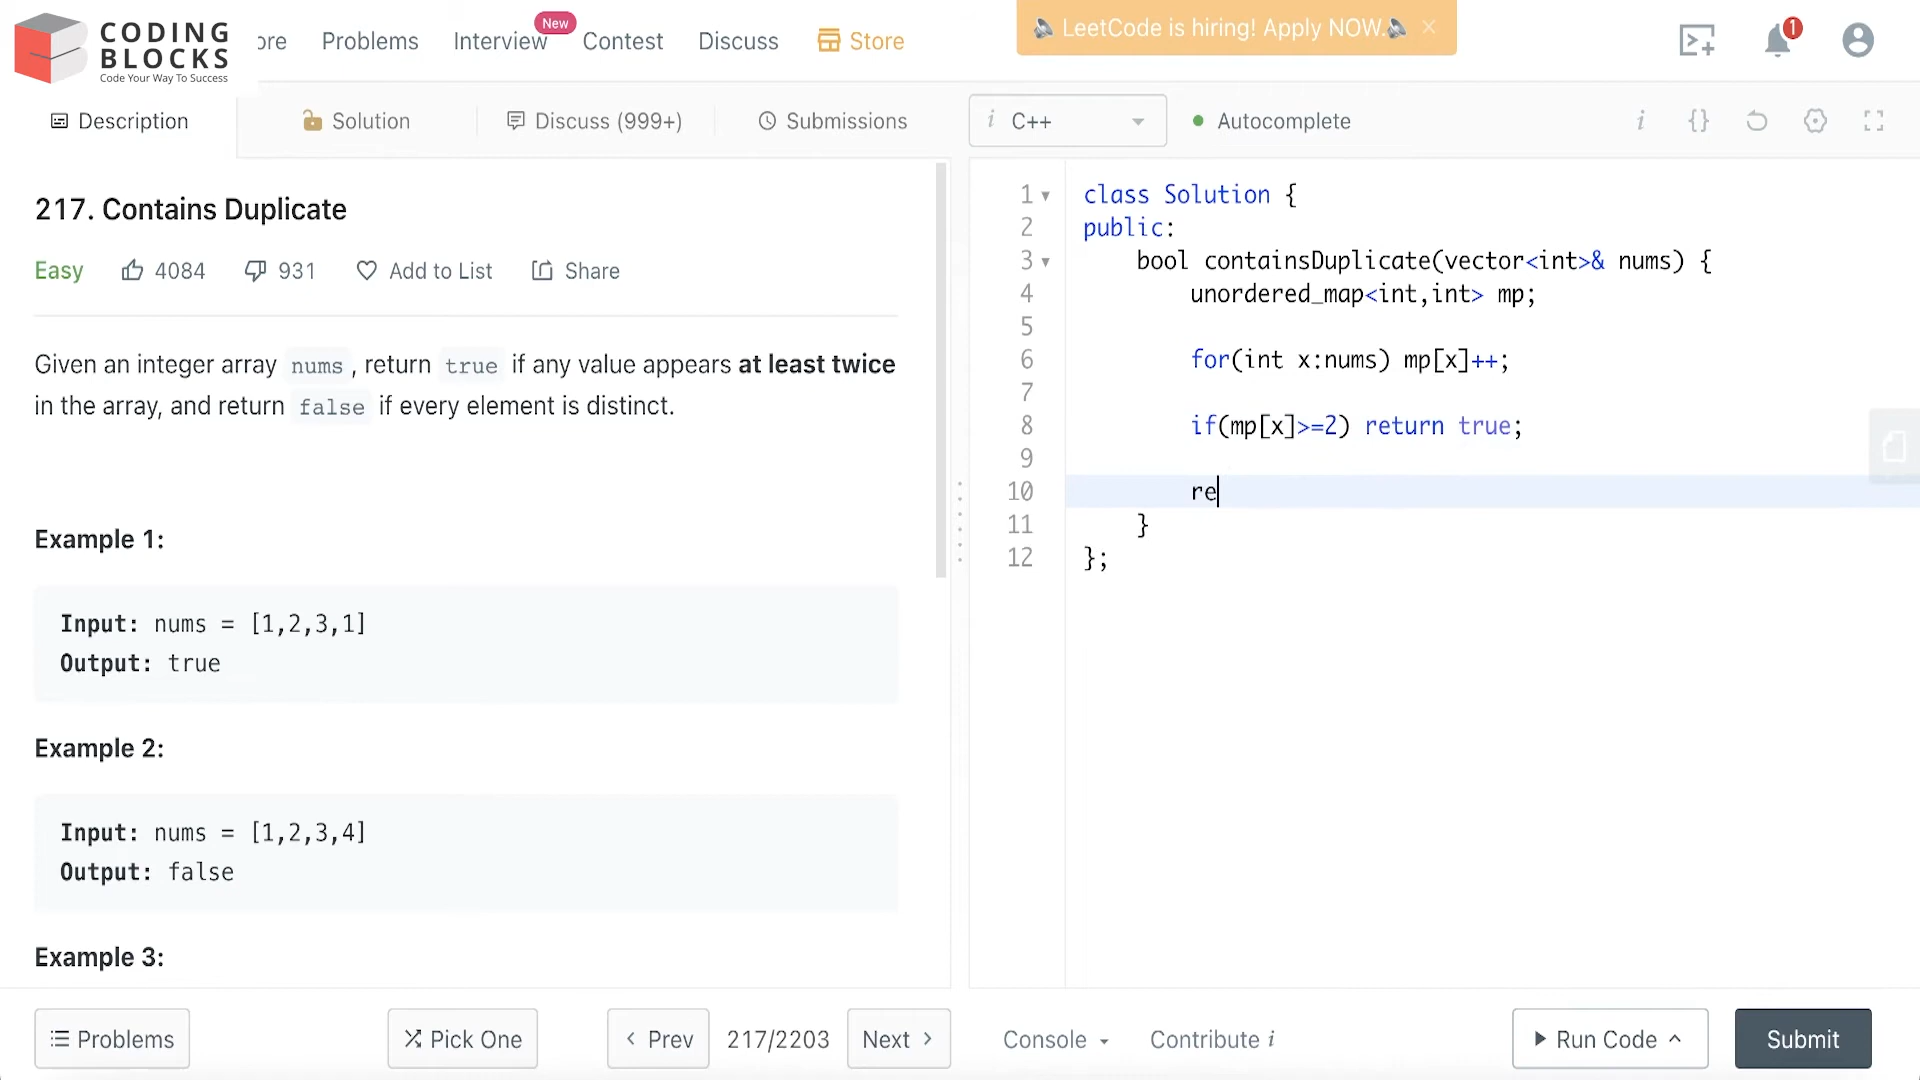 CODING
BLOCKS
Code Your Way To Success
ore
Problems
Interview
New
Contest
Discuss
Store
LeetCode is hiring! Apply NOW.
1
Description
Solution
Discuss (999+)
Submissions
i C++
Autocomplete
i {}
217. Contains Duplicate
Easy 4084 931 Add to List Share
Given an integer array nums , return true if any value appears at least twice
in the array, and return false if every element is distinct.
Example 1:
Input: nums = [1,2,3,1]
Output: true
Example 2:
Input: nums = [1,2,3,4]
Output: false
Example 3:
1 class Solution {
2 public:
3 bool containsDuplicate(vector<int>& nums) {
4 unordered_map<int,int> mp;
5
6 for(int x:nums) mp[x]++;
7
8 if(mp[x]>=2) return true;
9
10 re
11 }
12 };
Problems
Pick One
< Prev
217/2203
Next >
Console
Contribute i
Run Code
Submit